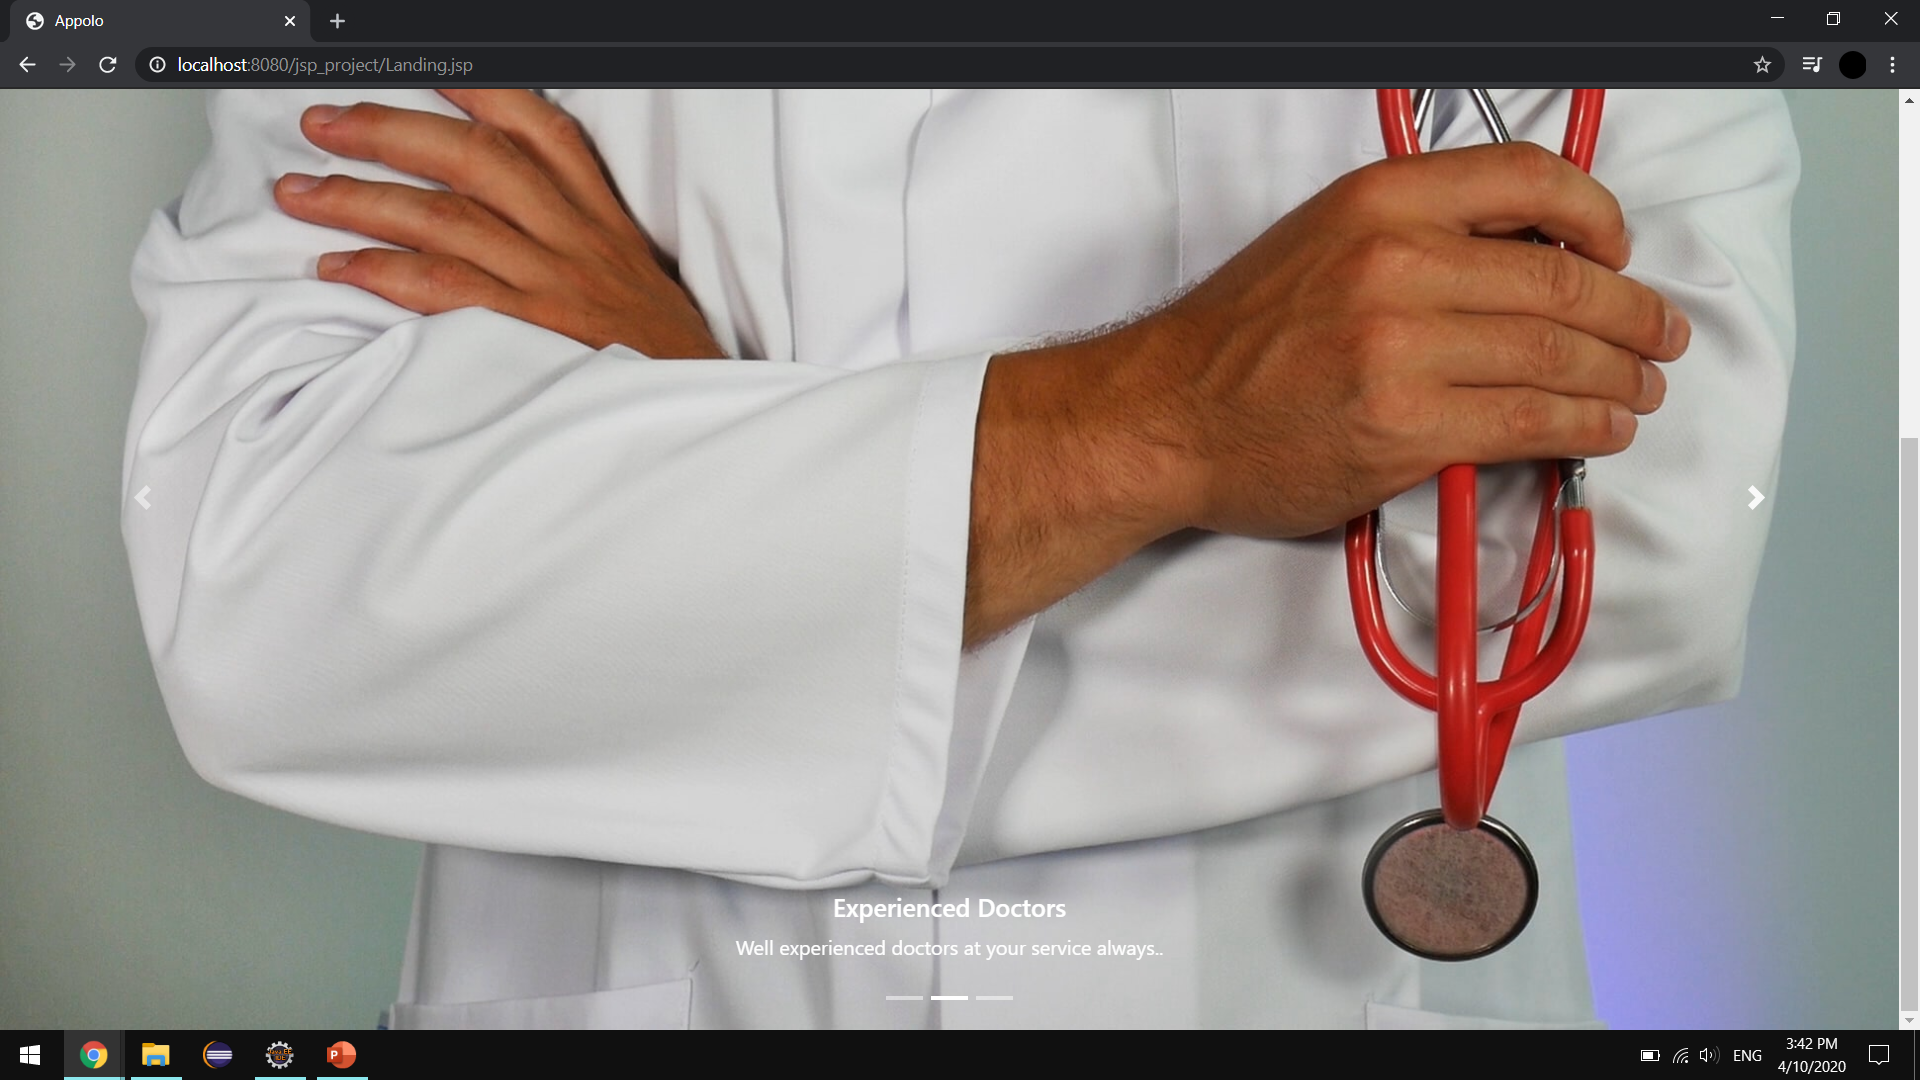 Appolo
localhost:8080/jsp_project/Landing.jsp
Experienced Doctors
Well experienced doctors at your service always..
ENG
3:42 PM
4/10/2020